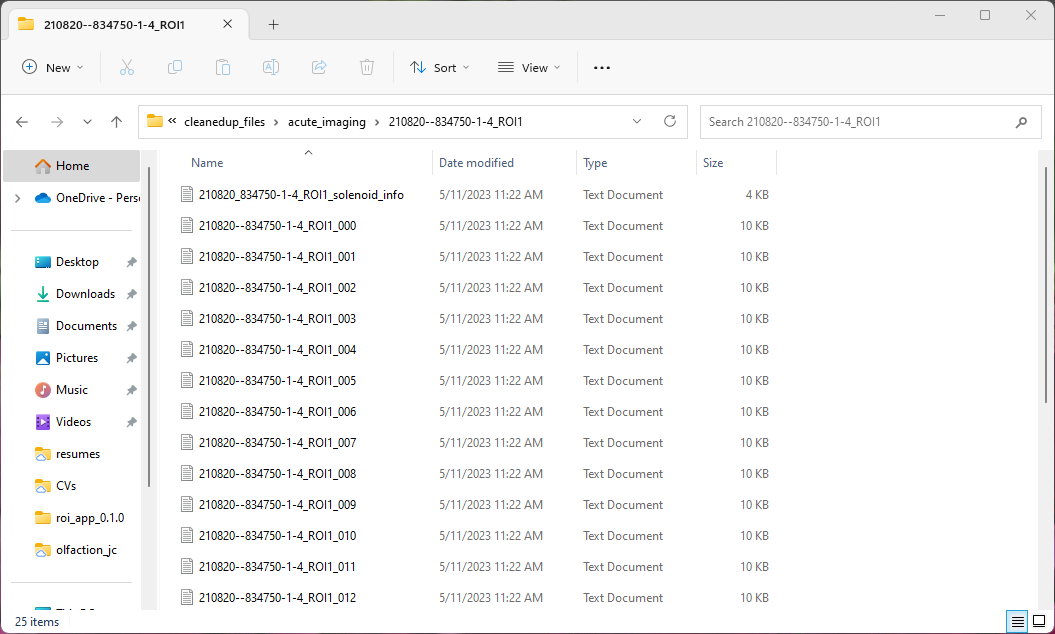 210820--834750-1-4_ROI1
New
Sort
View
« cleanedup_files > acute_imaging > 210820--834750-1-4_ROI1
Search 210820--834750-1-4_ROI1
Home
OneDrive - Pers
Desktop
Downloads
Documents
Pictures
Music
Videos
resumes
CVs
roi_app_0.1.0
olfaction_jc
Name Date modified Type Size
210820_834750-1-4_ROI1_solenoid_info 5/11/2023 11:22 AM Text Document 4 KB
210820--834750-1-4_ROI1_000 5/11/2023 11:22 AM Text Document 10 KB
210820--834750-1-4_ROI1_001 5/11/2023 11:22 AM Text Document 10 KB
210820--834750-1-4_ROI1_002 5/11/2023 11:22 AM Text Document 10 KB
210820--834750-1-4_ROI1_003 5/11/2023 11:22 AM Text Document 10 KB
210820--834750-1-4_ROI1_004 5/11/2023 11:22 AM Text Document 10 KB
210820--834750-1-4_ROI1_005 5/11/2023 11:22 AM Text Document 10 KB
210820--834750-1-4_ROI1_006 5/11/2023 11:22 AM Text Document 10 KB
210820--834750-1-4_ROI1_007 5/11/2023 11:22 AM Text Document 10 KB
210820--834750-1-4_ROI1_008 5/11/2023 11:22 AM Text Document 10 KB
210820--834750-1-4_ROI1_009 5/11/2023 11:22 AM Text Document 10 KB
210820--834750-1-4_ROI1_010 5/11/2023 11:22 AM Text Document 10 KB
210820--834750-1-4_ROI1_011 5/11/2023 11:22 AM Text Document 10 KB
210820--834750-1-4_ROI1_012 5/11/2023 11:22 AM Text Document 10 KB
25 items